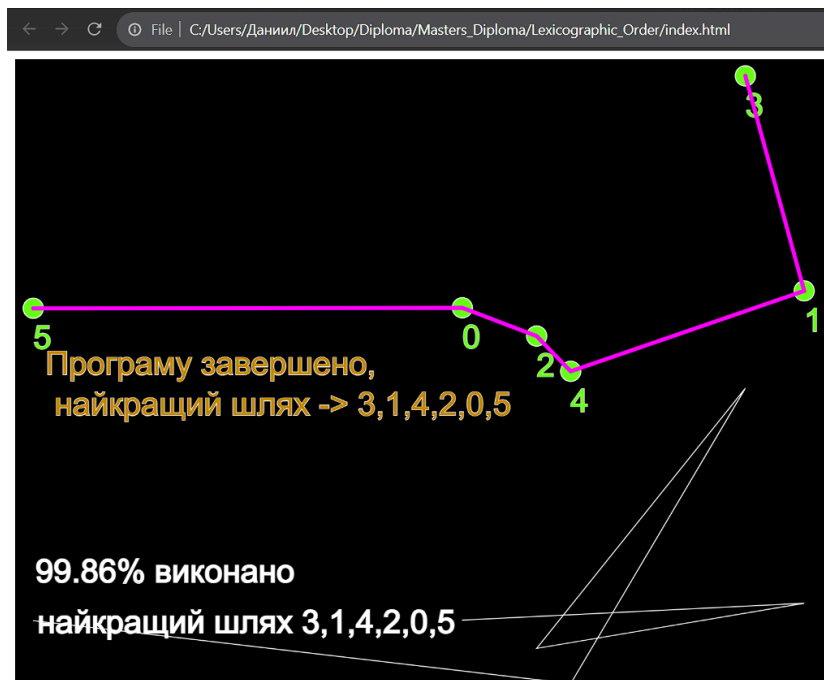 File C:/Users/Даниил/Desktop/Diploma/Masters_Diploma/Lexicographic_Order/index.html
3
1
5
0
2
4
Програму завершено,
найкращий шлях -> 3,1,4,2,0,5
99.86% виконано
найкращий шлях 3,1,4,2,0,5